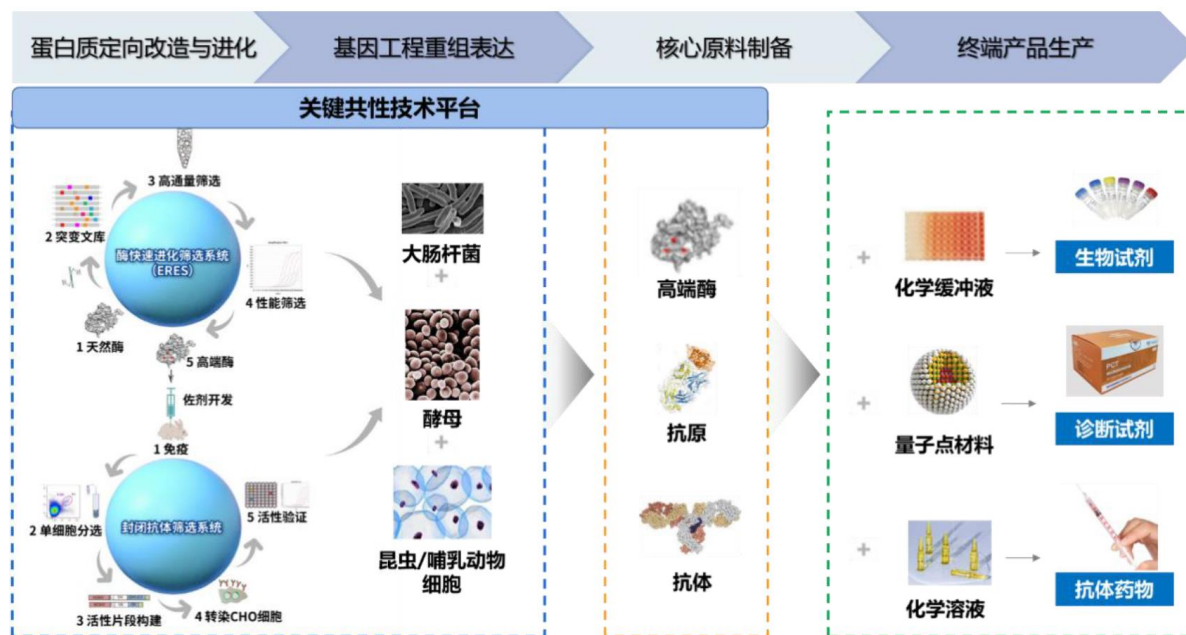 蛋白质定向改造与进化
基因工程重组表达
核心原料制备
终端产品生产
关键共性技术平台
3 高通量筛选
2 突变文库
酶快速进化筛选系统
(ERES)
4 性能筛选
1 天然酶
5 高端酶
佐剂开发
1 免疫
2 单细胞分选
封闭抗体筛选系统
5 活性验证
3 活性片段构建
4 转染CHO细胞
大肠杆菌
+
酵母
+
昆虫/哺乳动物
细胞
高端酶
抗原
抗体
+
化学缓冲液
生物试剂
+
量子点材料
PCT
诊断试剂
+
化学溶液
抗体药物